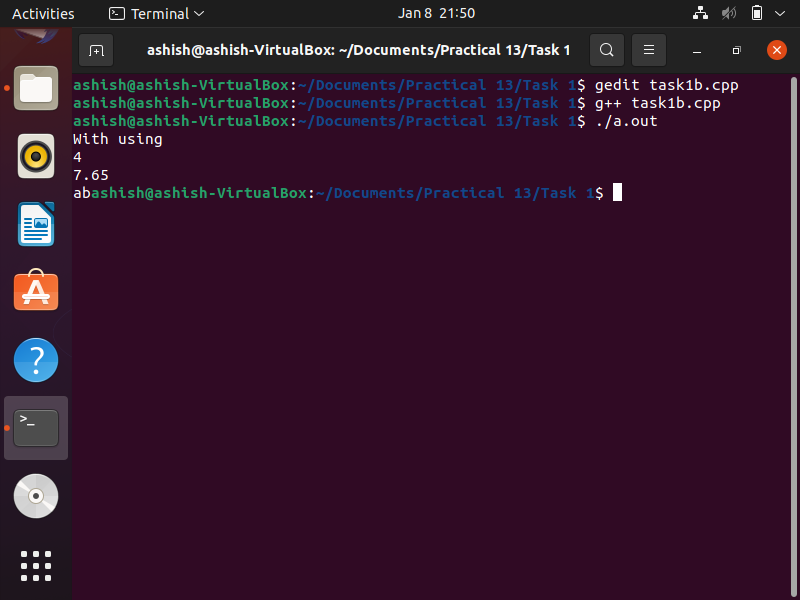 Activities Terminal Jan 8 21:50
ashish@ashish-VirtualBox: ~/Documents/Practical 13/Task 1
ashish@ashish-VirtualBox:~/Documents/Practical 13/Task 1$ gedit task1b.cpp
ashish@ashish-VirtualBox:~/Documents/Practical 13/Task 1$ g++ task1b.cpp
ashish@ashish-VirtualBox:~/Documents/Practical 13/Task 1$ ./a.out
With using
4
7.65
abashish@ashish-VirtualBox:~/Documents/Practical 13/Task 1$